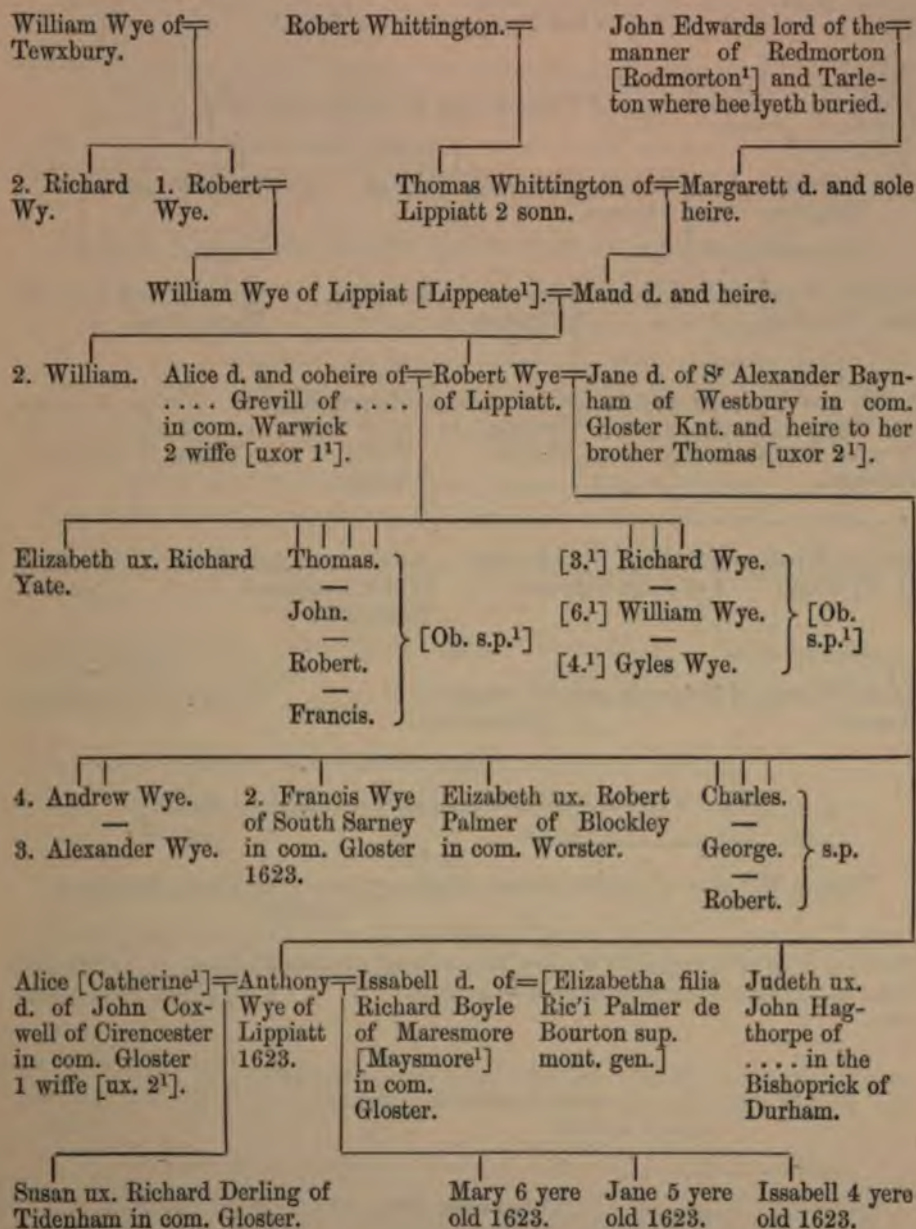 William Wye of
Tewxbury.
Robert Whittington.
John Edwards lord of the
manner of Redmorton
[Rodmorton¹] and Tarle-
ton where hee lyeth buried.
2. Richard
Wy.
1. Robert
Wye.
Thomas Whittington of
Lippiatt 2 sonn.
Margarett d. and sole
heire.
William Wye of Lippiat [Lippeate¹].
Maud d. and heire.
2. William.
Alice d. and coheire of
. . . . Grevill of . . . .
in com. Warwick
2 wiffe [uxor 1¹].
Robert Wye
of Lippiatt.
Jane d. of Sʳ Alexander Bayn-
ham of Westbury in com.
Gloster Knt. and heire to her
brother Thomas [uxor 2¹].
Elizabeth ux. Richard
Yate.
Thomas.
—
John.
—
Robert.
—
Francis.
[Ob. s.p.¹]
[3.¹] Richard Wye.
—
[6.¹] William Wye.
—
[4.¹] Gyles Wye.
[Ob.
s.p.¹]
4. Andrew Wye.
—
3. Alexander Wye.
2. Francis Wye
of South Sarney
in com. Gloster
1623.
Elizabeth ux. Robert
Palmer of Blockley
in com. Worster.
Charles.
—
George.
—
Robert.
s.p.
Alice [Catherine¹]
d. of John Cox-
well of Cirencester
in com. Gloster
1 wiffe [ux. 2¹].
Anthony
Wye of
Lippiatt
1623.
Issabell d. of
Richard Boyle
of Maresmore
[Maysmore¹]
in com.
Gloster.
=[Elizabetha filia
Ric'i Palmer de
Bourton sup.
mont. gen.]
Judeth ux.
John Hag-
thorpe of
. . . . in the
Bishoprick of
Durham.
Susan ux. Richard Derling of
Tidenham in com. Gloster.
Mary 6 yere
old 1623.
Jane 5 yere
old 1623.
Issabell 4 yere
old 1623.